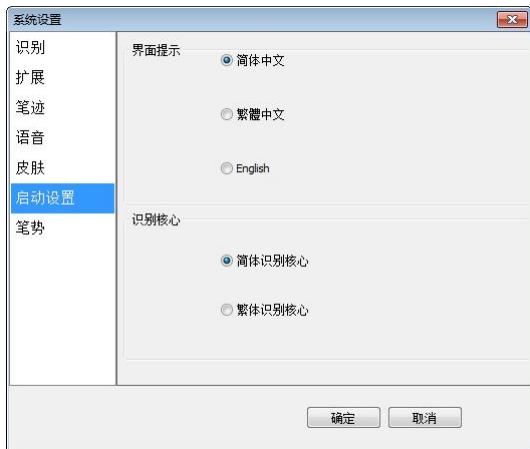 系统设置
识别
扩展
笔迹
语音
皮肤
启动设置
笔势
界面提示
简体中文
繁體中文
English
识别核心
简体识别核心
繁体识别核心
确定
取消